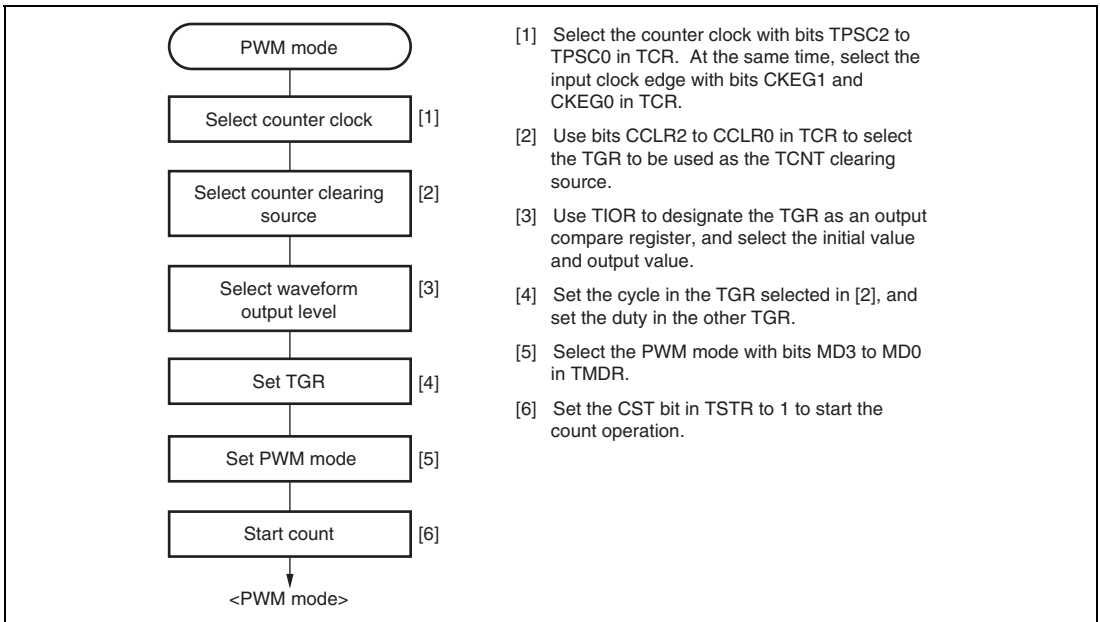 PWM mode
Select counter clock
[1]
Select counter clearing
source
[2]
Select waveform
output level
[3]
Set TGR
[4]
Set PWM mode
[5]
Start count
[6]
<PWM mode>
[1] Select the counter clock with bits TPSC2 to
TPSC0 in TCR. At the same time, select the
input clock edge with bits CKEG1 and
CKEG0 in TCR.
[2] Use bits CCLR2 to CCLR0 in TCR to select
the TGR to be used as the TCNT clearing
source.
[3] Use TIOR to designate the TGR as an output
compare register, and select the initial value
and output value.
[4] Set the cycle in the TGR selected in [2], and
set the duty in the other TGR.
[5] Select the PWM mode with bits MD3 to MD0
in TMDR.
[6] Set the CST bit in TSTR to 1 to start the
count operation.